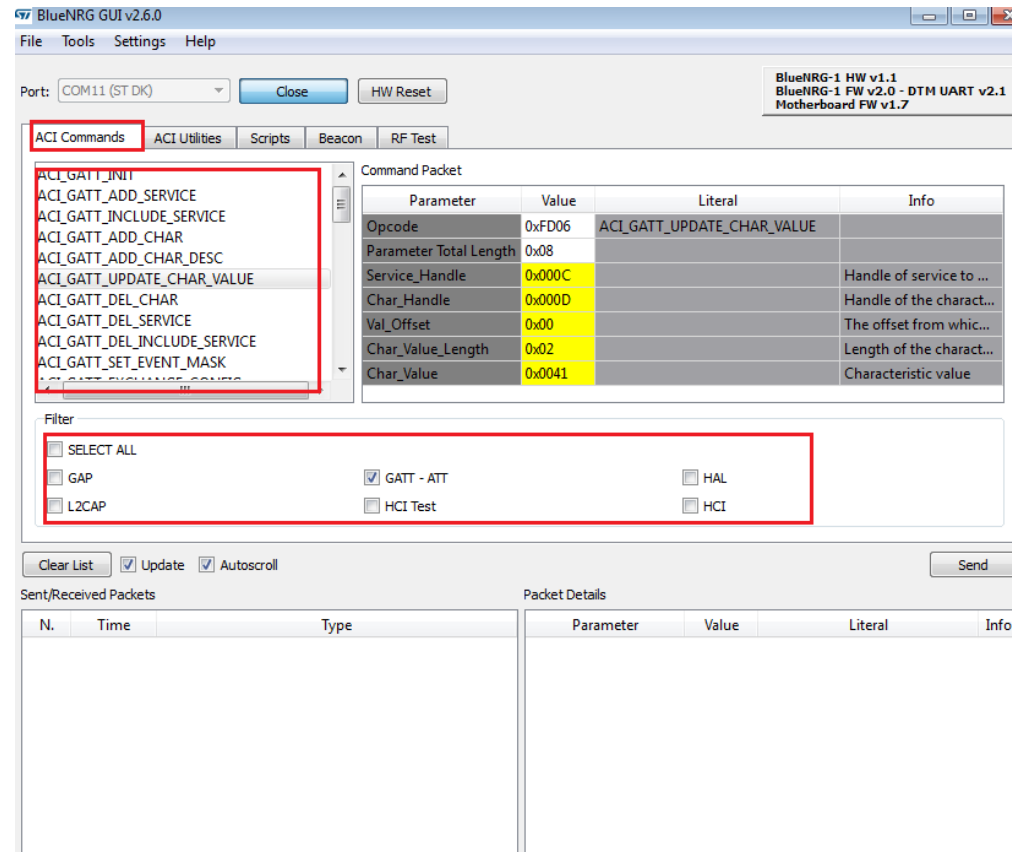 BlueNRG GUI v2.6.0
File Tools Settings Help
Port: COM11 (ST DK) Close HW Reset
BlueNRG-1 HW v1.1
BlueNRG-1 FW v2.0 - DTM UART v2.1
Motherboard FW v1.7
ACI Commands ACI Utilities Scripts Beacon RF Test
ACI_GATT_INIT
ACI_GATT_ADD_SERVICE
ACI_GATT_INCLUDE_SERVICE
ACI_GATT_ADD_CHAR
ACI_GATT_ADD_CHAR_DESC
ACI_GATT_UPDATE_CHAR_VALUE
ACI_GATT_DEL_CHAR
ACI_GATT_DEL_SERVICE
ACI_GATT_DEL_INCLUDE_SERVICE
ACI_GATT_SET_EVENT_MASK
ACI_GATT_EXCHANGE_CONFIG
Command Packet
Parameter Value Literal Info
Opcode 0xFD06 ACI_GATT_UPDATE_CHAR_VALUE
Parameter Total Length 0x08
Service_Handle 0x000C Handle of service to ...
Char_Handle 0x000D Handle of the charact...
Val_Offset 0x00 The offset from whic...
Char_Value_Length 0x02 Length of the charact...
Char_Value 0x0041 Characteristic value
Filter
SELECT ALL
GAP GATT - ATT HAL
L2CAP HCI Test HCI
Clear List Update Autoscroll Send
Sent/Received Packets
N. Time Type
Packet Details
Parameter Value Literal Info